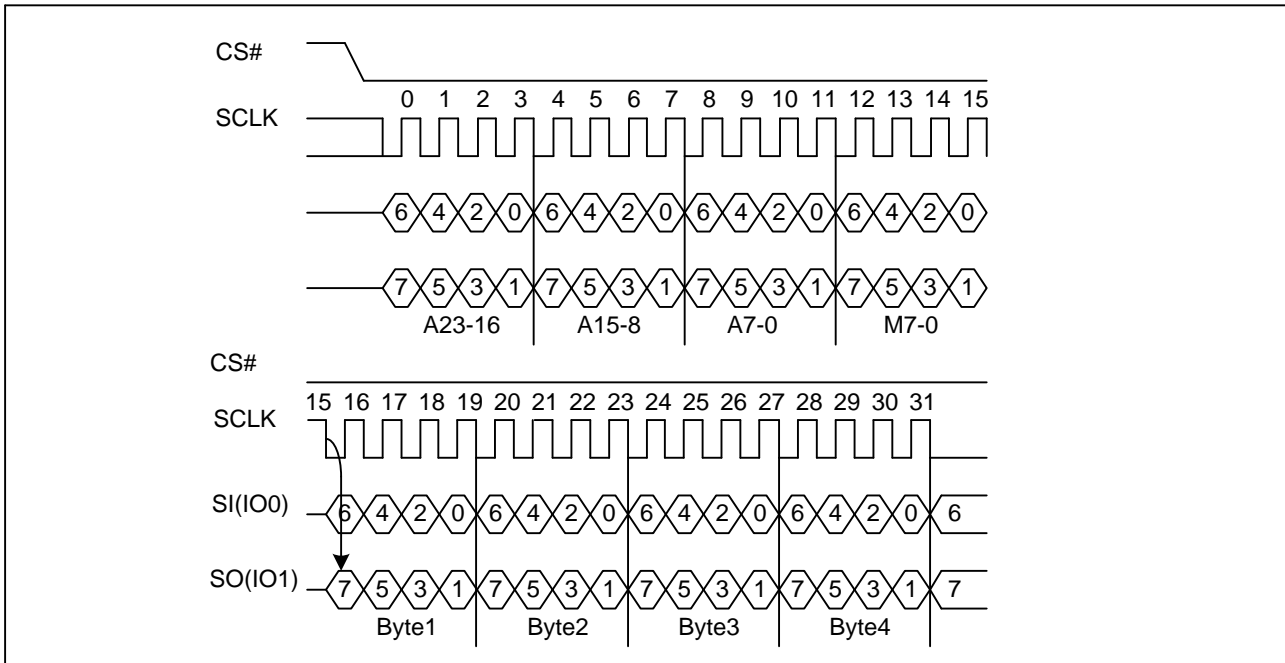 CS#
0 1 2 3 4 5 6 7 8 9 10 11 12 13 14 15
SCLK
6 4 2 0 6 4 2 0 6 4 2 0 6 4 2 0
7 5 3 1 7 5 3 1 7 5 3 1 7 5 3 1
A23-16 A15-8 A7-0 M7-0
CS#
15 16 17 18 19 20 21 22 23 24 25 26 27 28 29 30 31
SCLK
SI(IO0) 6 4 2 0 6 4 2 0 6 4 2 0 6 4 2 0 6
SO(IO1) 7 5 3 1 7 5 3 1 7 5 3 1 7 5 3 1 7
Byte1 Byte2 Byte3 Byte4